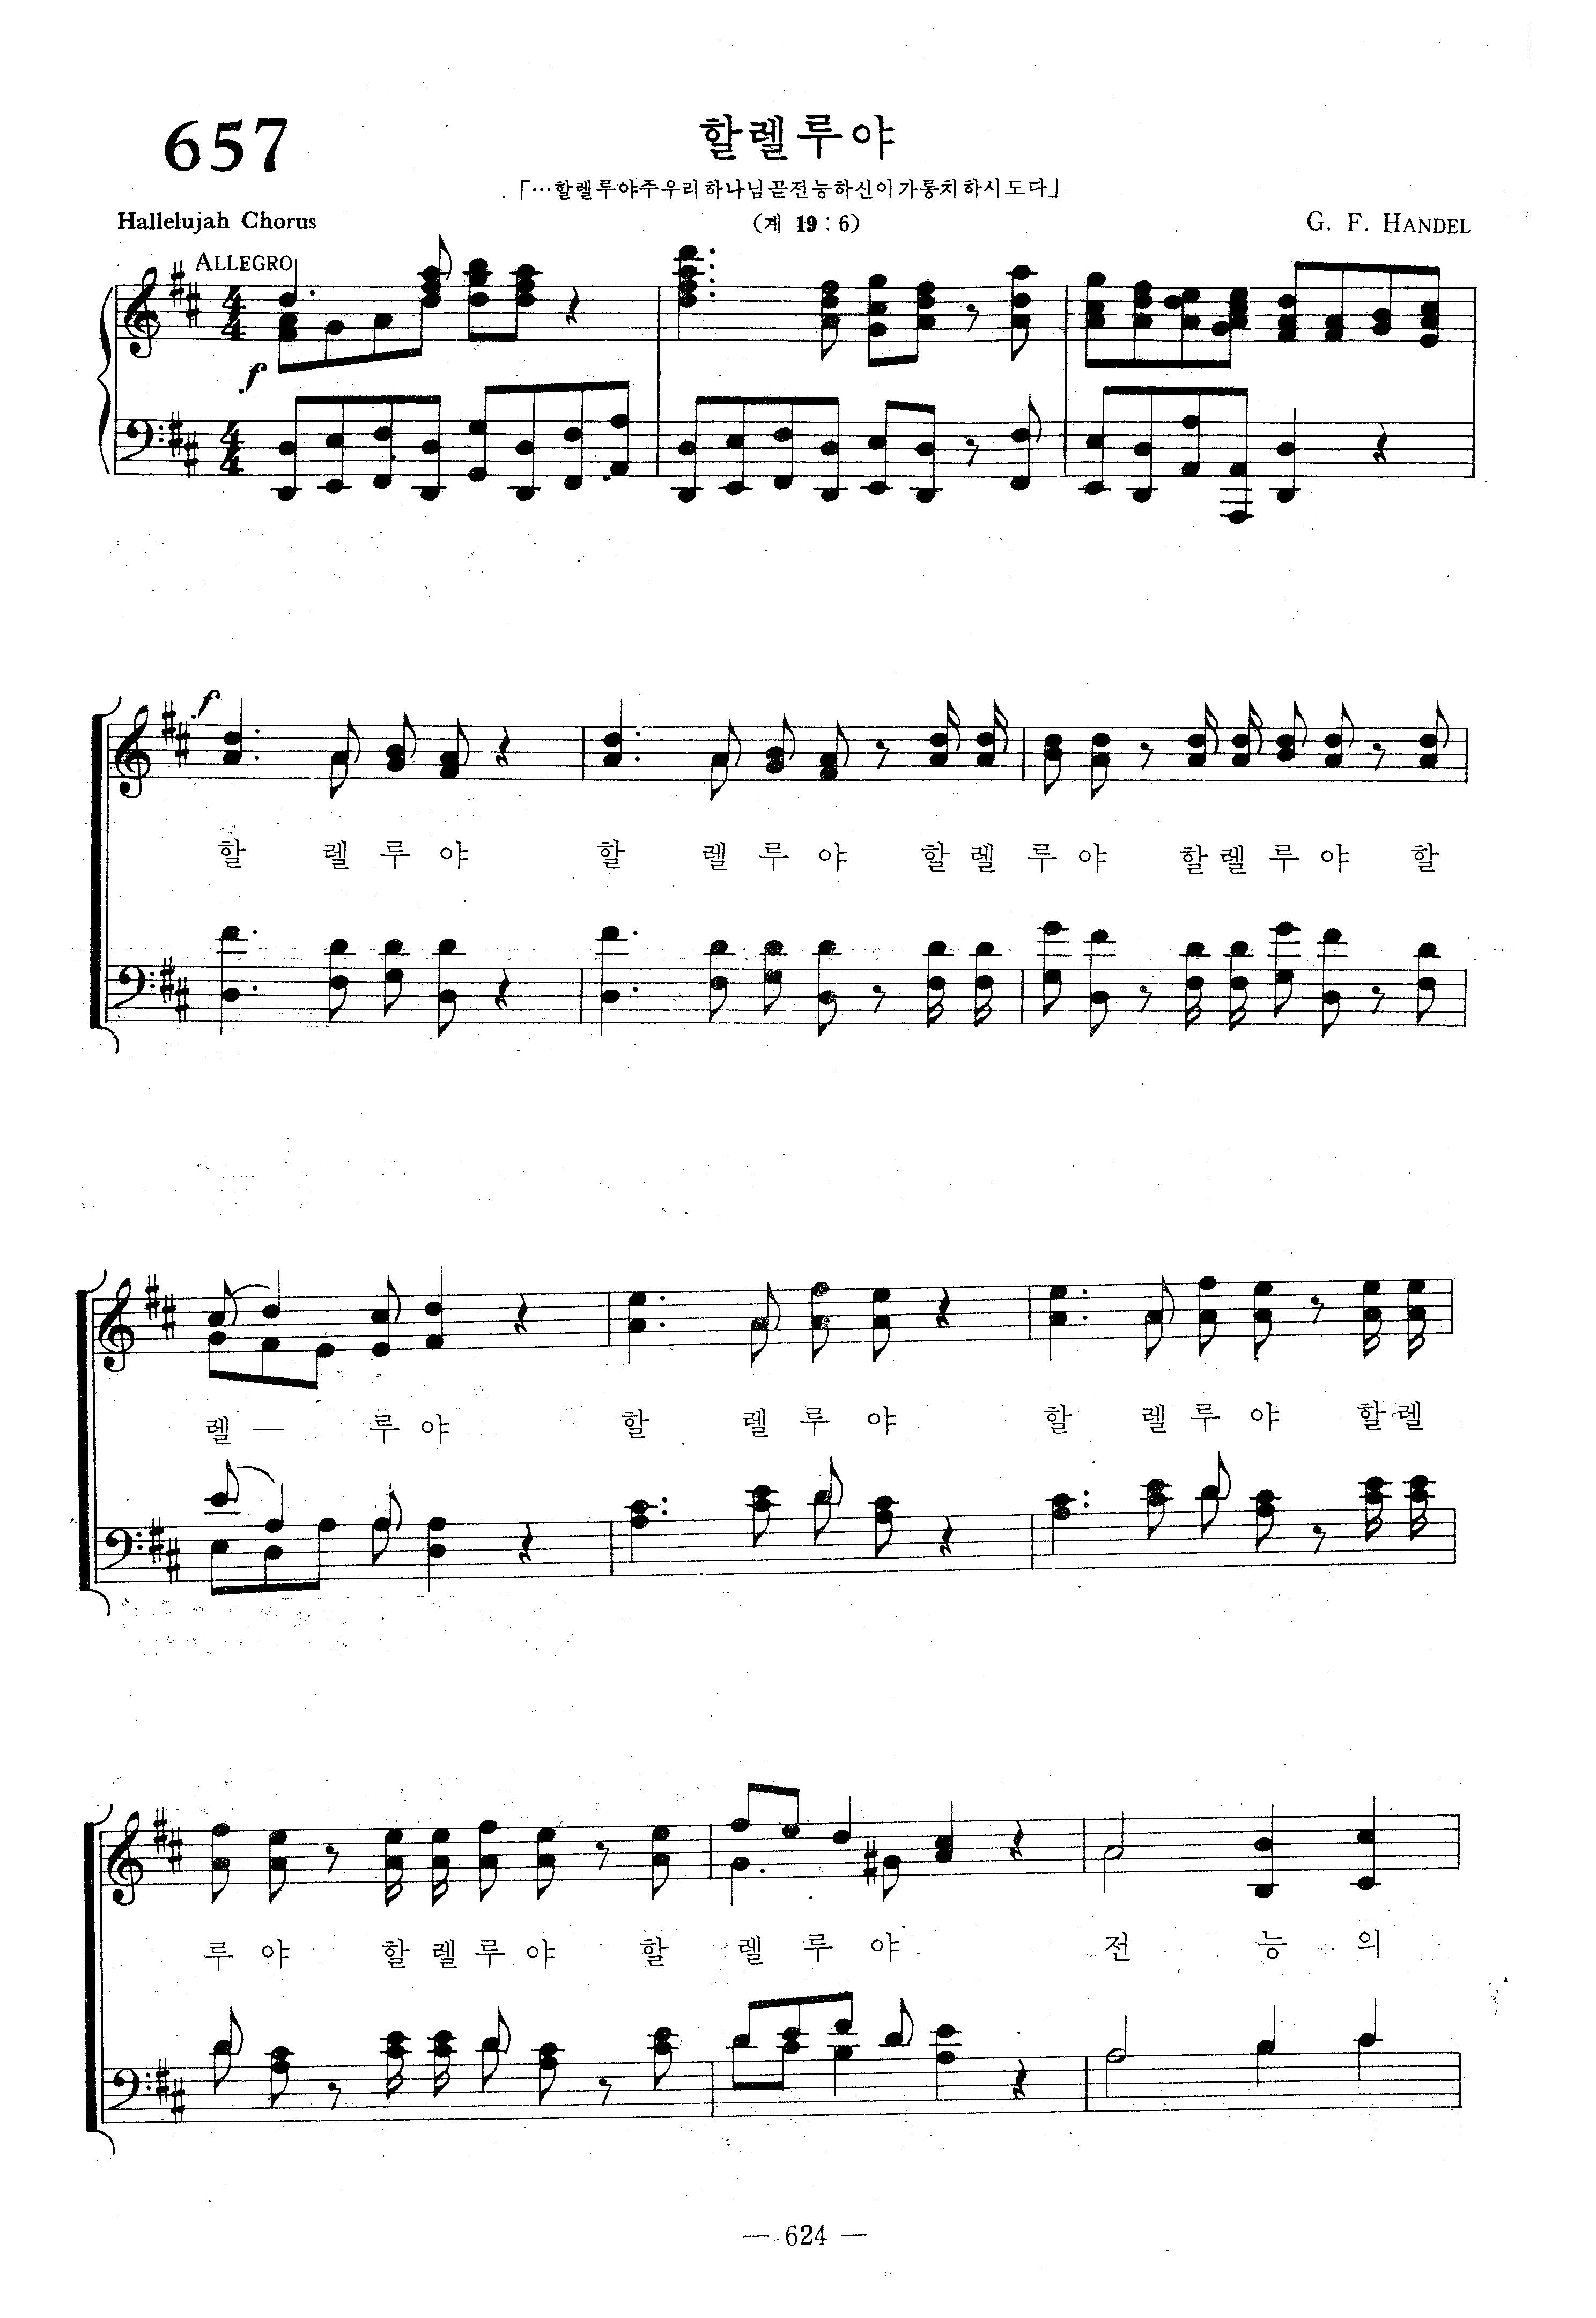 657
할렐루야
「…할렐루야주우리하나님곧전능하신이가통치하시도다」
Hallelujah Chorus
(계 19 : 6)
G. F. HANDEL
ALLEGRO
4 4
f
4 4
f
할 렐 루 야 할 렐 루 야 할 렐 루 야 할 렐 루 야 할
렐 — 루 야 할 렐 루 야 할 렐 루 야 할 렐
루 야 할 렐 루 야 할 렐 루 야 전 능 의
— 624 —